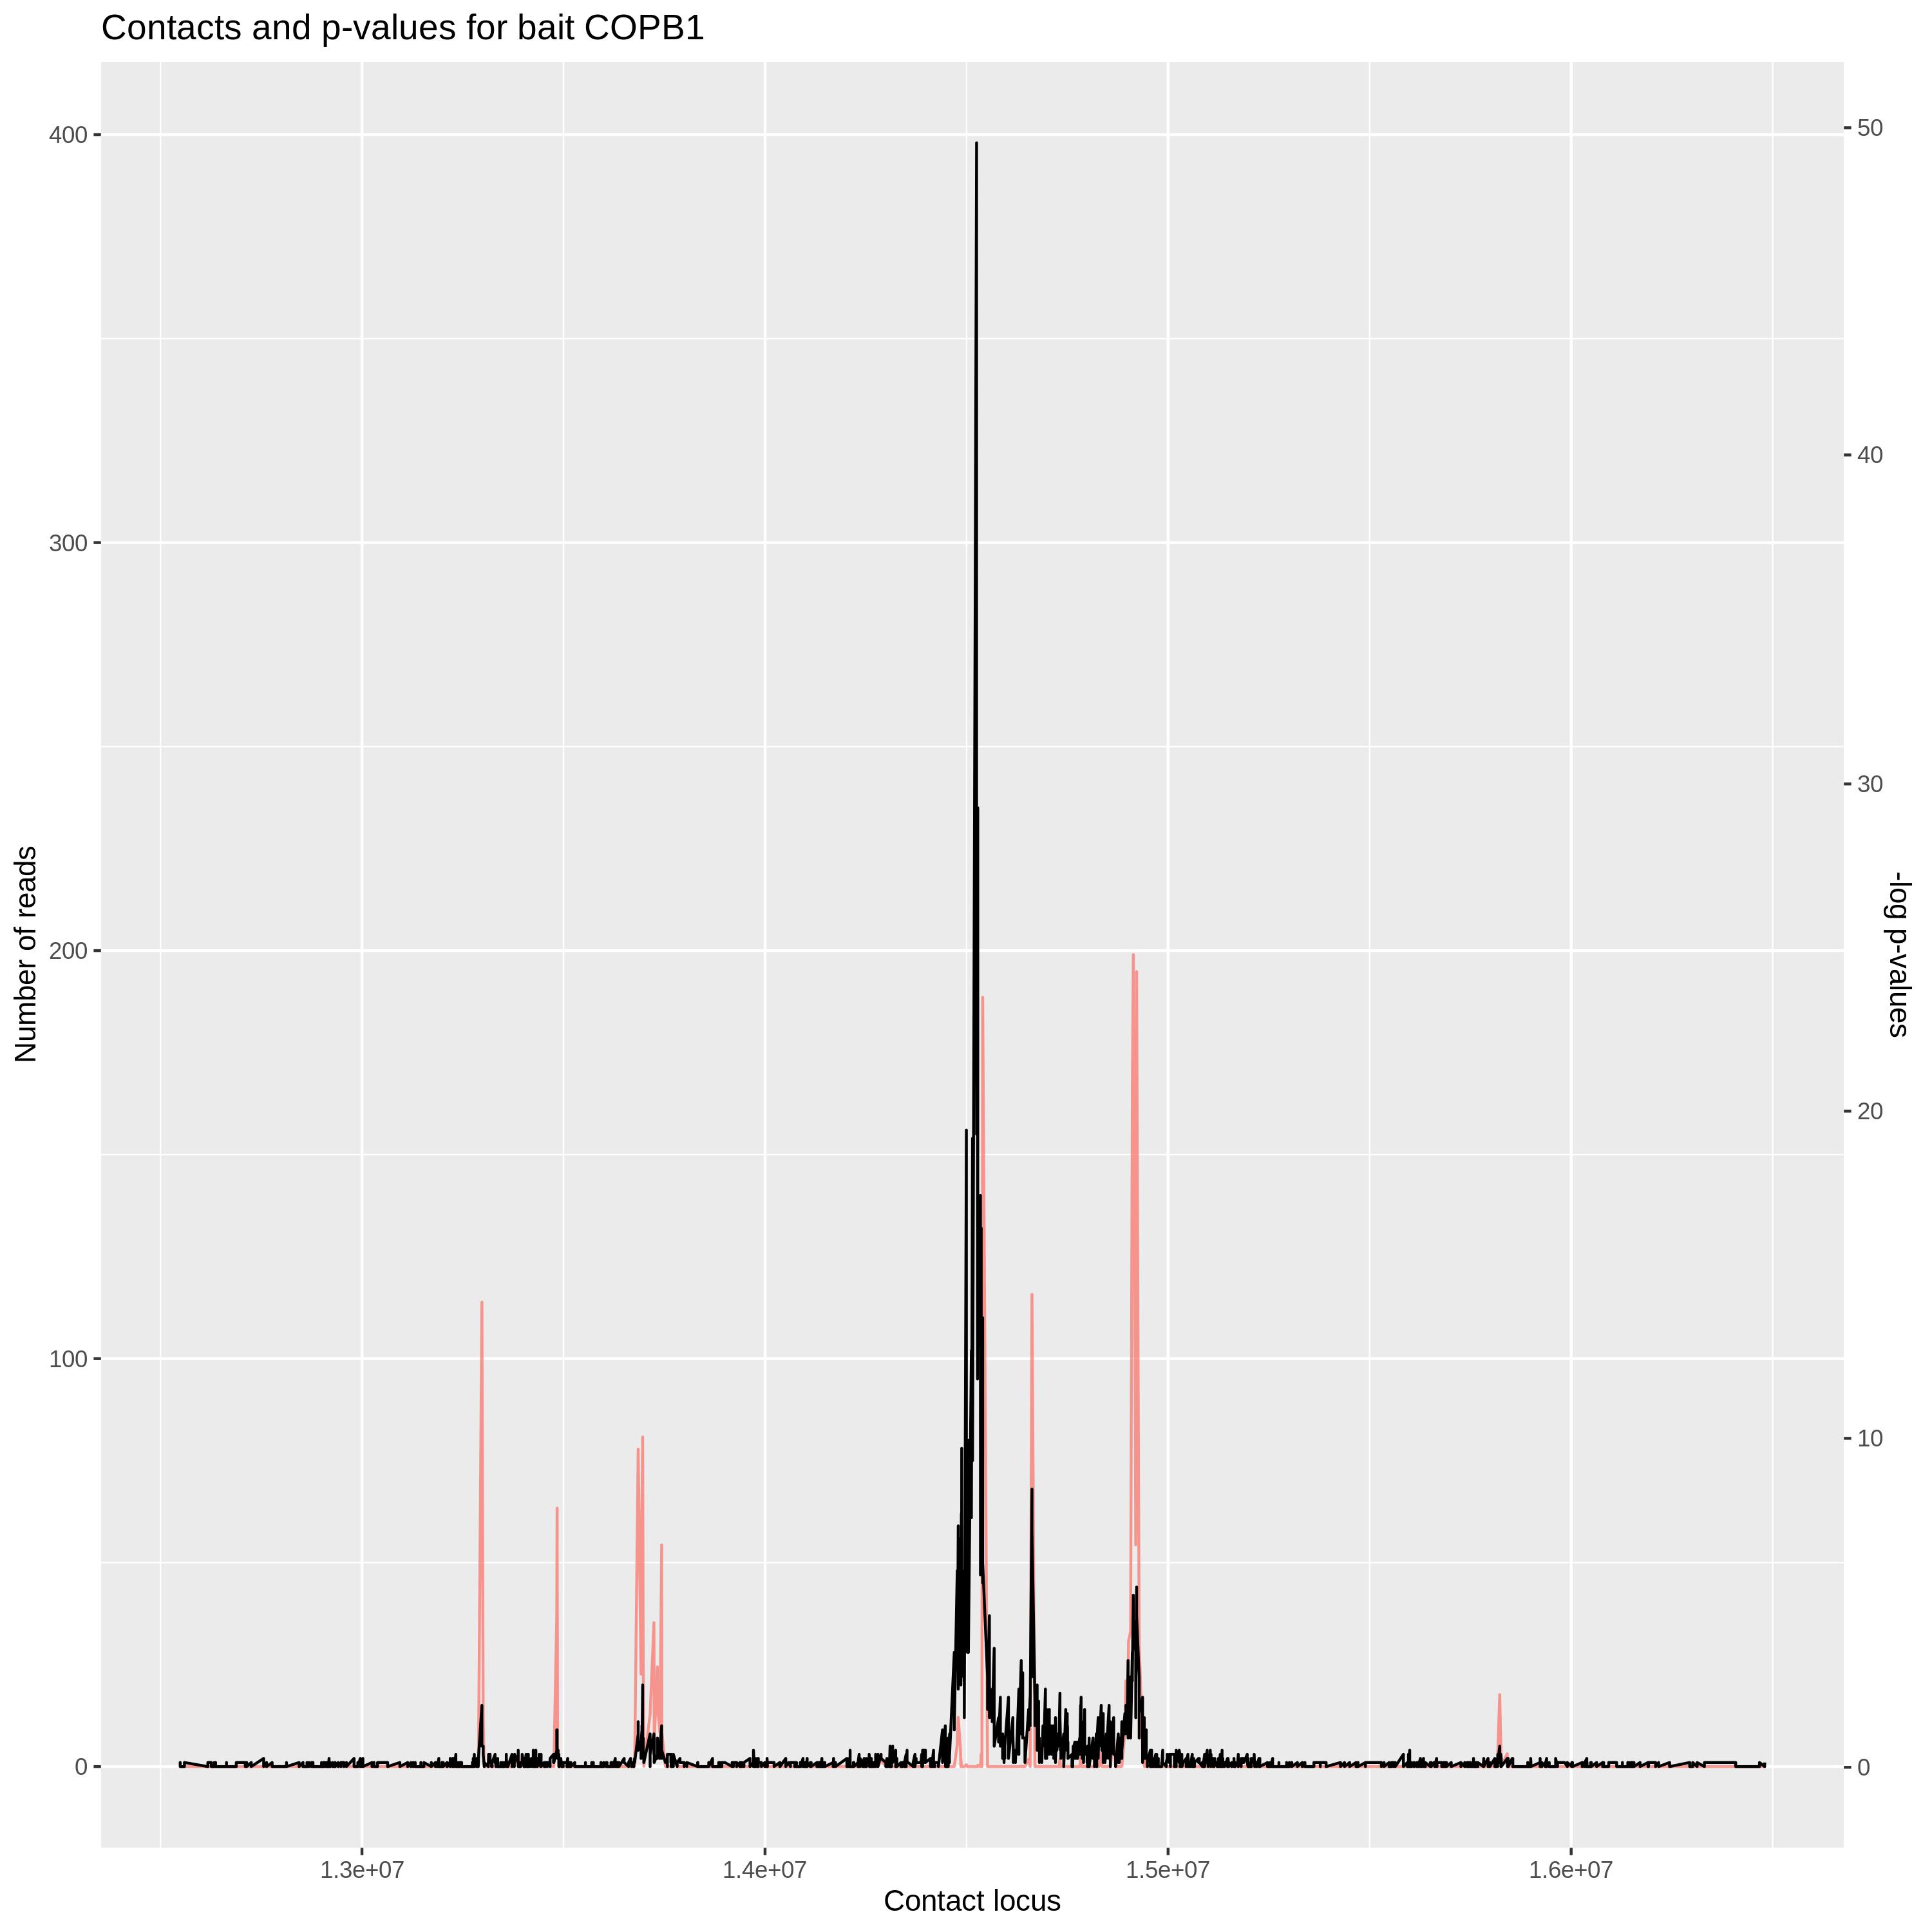 Contacts and p-values for bait COPB1
400
300
200
100
0
Number of reads
50
40
30
20
10
0
-log p-values
1.3e+07
1.4e+07
1.5e+07
1.6e+07
Contact locus